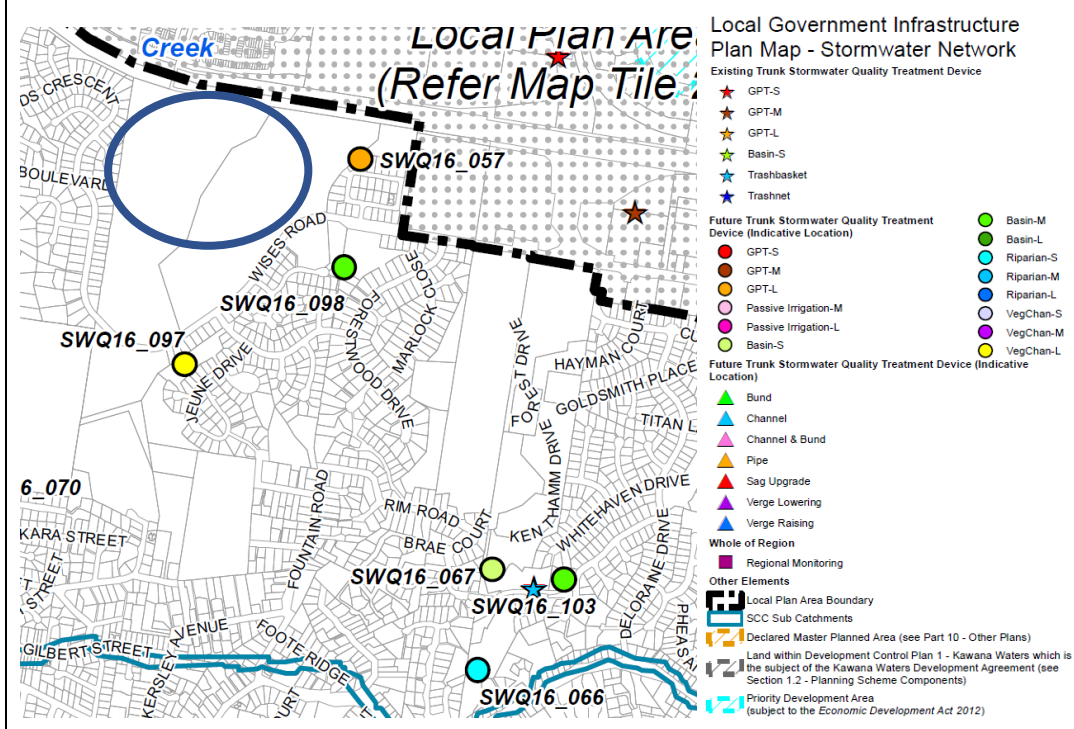 Local Plan Area
(Refer Map Tile
Creek
DS CRESCENT
BOULEVARD
SWQ16_057
WISES ROAD
SWQ16_098
CLOSE
MARLOCK
FORESTWOOD DRIVE
SWQ16_097
JEUNE DRIVE
FOREST DRIVE
HAYMAN COURT
GOLDSMITH PLACE
TITAN L
CU
6_070
KARA STREET
STREET
FOUNTAIN ROAD
RIM ROAD
BRAE COURT
KEN THAMM DRIVE
WHITEHAVEN DRIVE
SWQ16_067
SWQ16_103
DELORAINE DRIVE
PHEASA
GILBERT STREET
KERSLEY AVENUE
FOOTE RIDGE
COURT
SWQ16_066
Local Government Infrastructure
Plan Map - Stormwater Network
Existing Trunk Stormwater Quality Treatment Device
GPT-S
GPT-M
GPT-L
Basin-S
Trashbasket
Trashnet
Future Trunk Stormwater Quality Treatment
Device (Indicative Location)
GPT-S
GPT-M
GPT-L
Passive Irrigation-M
Passive Irrigation-L
Basin-S
Basin-M
Basin-L
Riparian-S
Riparian-M
Riparian-L
VegChan-S
VegChan-M
VegChan-L
Future Trunk Stormwater Quality Treatment Device (Indicative
Location)
Bund
Channel
Channel & Bund
Pipe
Sag Upgrade
Verge Lowering
Verge Raising
Whole of Region
Regional Monitoring
Other Elements
Local Plan Area Boundary
SCC Sub Catchments
Declared Master Planned Area (see Part 10 - Other Plans)
Land within Development Control Plan 1 - Kawana Waters which is
the subject of the Kawana Waters Development Agreement (see
Section 1.2 - Planning Scheme Components)
Priority Development Area
(subject to the Economic Development Act 2012)